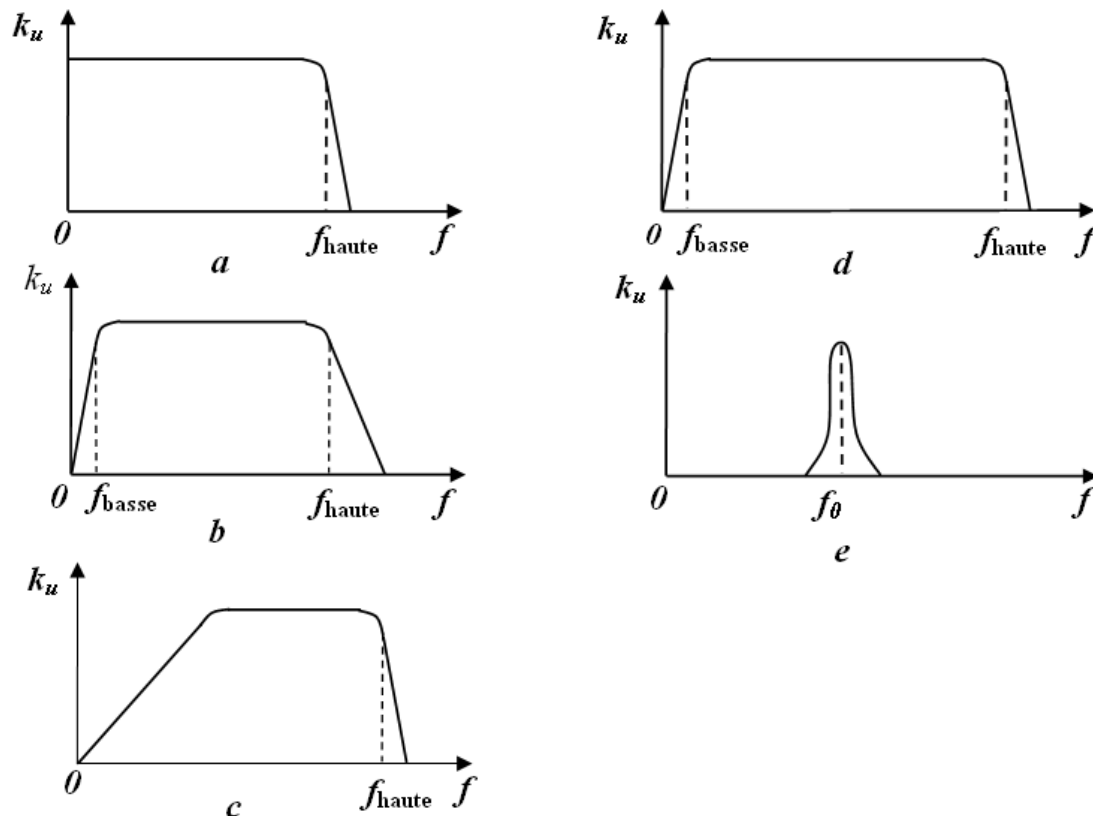 k_u
0 f_haute f
a
k_u
0 f_basse f_haute f
b
k_u
0 f_haute f
c
k_u
0 f_basse f_haute f
d
k_u
0 f_0 f
e